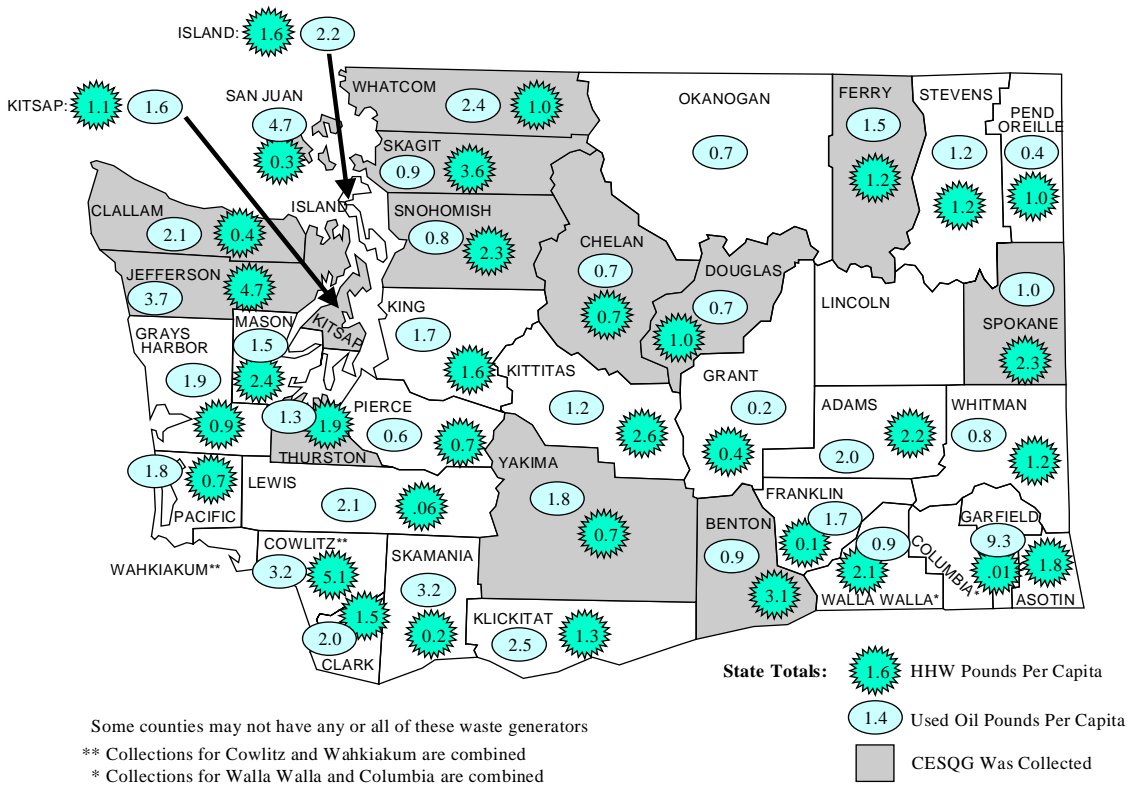 ISLAND: 1.6 2.2
KITSAP: 1.1 1.6
SAN JUAN
4.7
0.3
WHATCOM
2.4 1.0
SKAGIT
0.9 3.6
ISLAND
SNOHOMISH
0.8 2.3
CLALLAM
2.1 0.4
JEFFERSON
3.7 4.7
KITSAP
MASON
1.5
2.4
GRAYS
HARBOR
1.9
0.9
KING
1.7
1.6
THURSTON
1.3 1.9
PIERCE
0.6 0.7
PACIFIC
1.8 0.7
LEWIS
2.1 .06
WAHKIAKUM**
COWLITZ**
3.2 5.1
CLARK
2.0 1.5
SKAMANIA
3.2
0.2
KLICKITAT
2.5 1.3
YAKIMA
1.8
0.7
KITTITAS
1.2 2.6
CHELAN
0.7
0.7
DOUGLAS
0.7
1.0
OKANOGAN
0.7
FERRY
1.5
1.2
STEVENS
1.2
1.2
PEND
OREILLE
0.4
1.0
LINCOLN
1.0
SPOKANE
2.3
GRANT
0.2
0.4
ADAMS
2.0 2.2
WHITMAN
0.8
1.2
BENTON
0.9
3.1
FRANKLIN
1.7
0.1
0.9
2.1
WALLA WALLA*
COLUMBIA*
GARFIELD
9.3
.01
1.8
ASOTIN
State Totals: 1.6 HHW Pounds Per Capita
1.4 Used Oil Pounds Per Capita
CESQG Was Collected
Some counties may not have any or all of these waste generators
** Collections for Cowlitz and Wahkiakum are combined
* Collections for Walla Walla and Columbia are combined